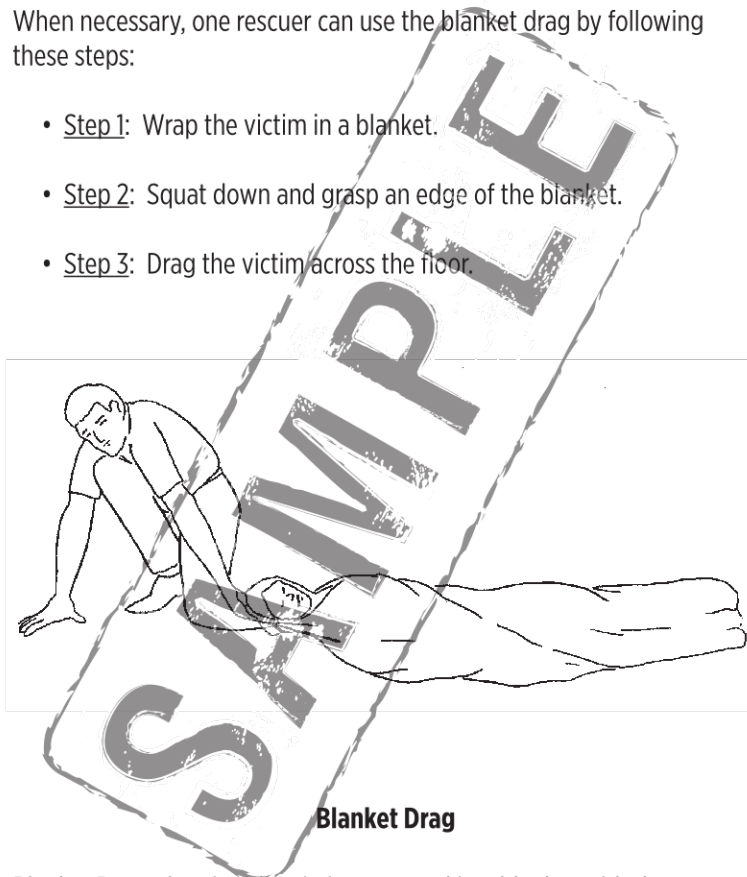 When necessary, one rescuer can use the blanket drag by following
these steps:
• Step 1: Wrap the victim in a blanket.
• Step 2: Squat down and grasp an edge of the blanket.
• Step 3: Drag the victim across the floor.
SAMPLE
Blanket Drag